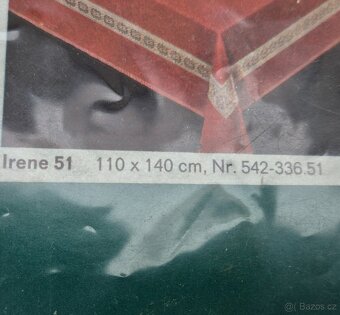 Irene 51 110 x 140 cm, Nr. 542-336.51
Bazos.cz